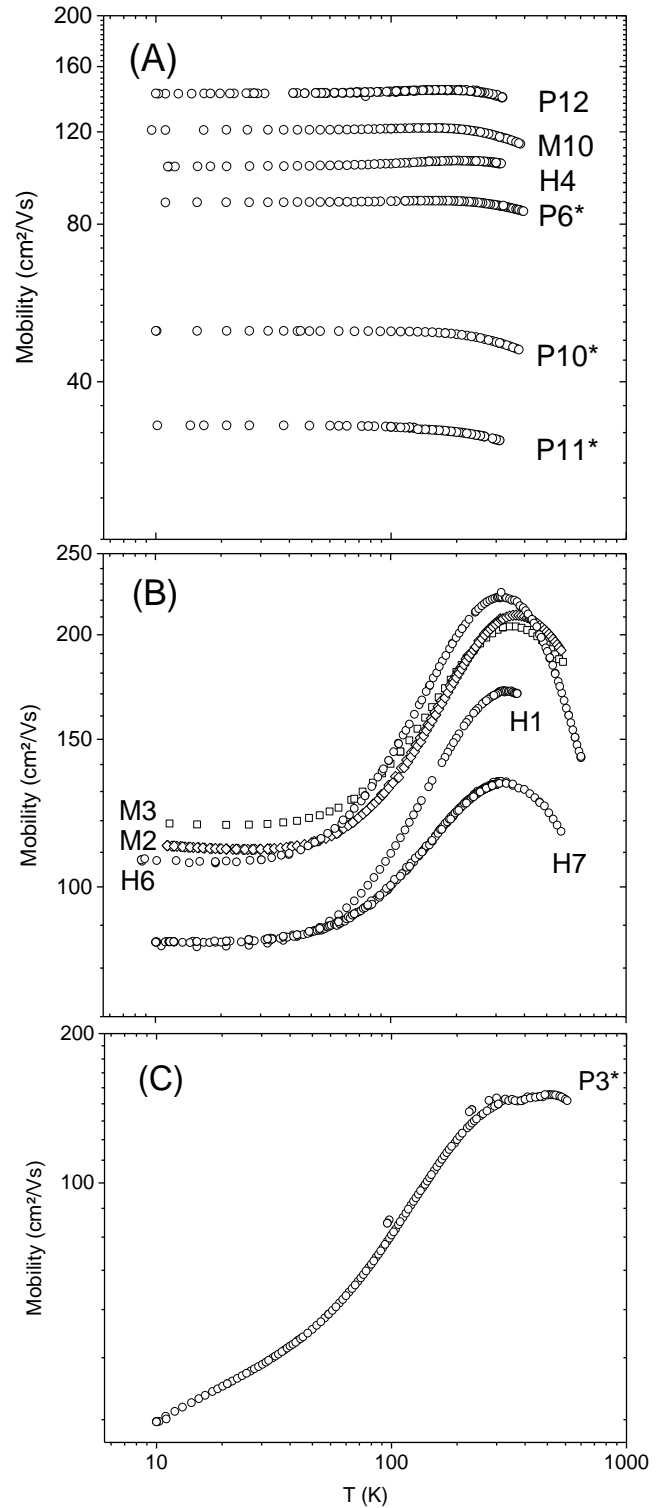 200
(A)
160
P12
120
M10
H4
P6*
80
P10*
40
P11*
Mobility (cm²/Vs)
250
(B)
200
150
H1
M3
M2
H6
H7
100
Mobility (cm²/Vs)
200
(C)
P3*
100
Mobility (cm²/Vs)
10
100
1000
T (K)